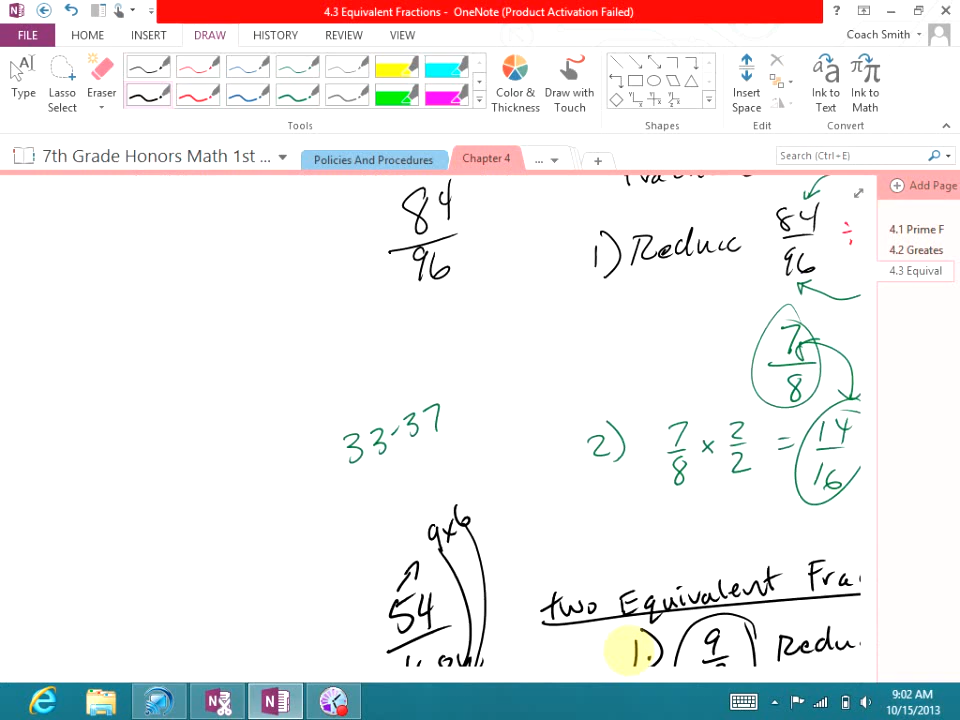 4.3 Equivalent Fractions - OneNote (Product Activation Failed)
FILE HOME INSERT DRAW HISTORY REVIEW VIEW Coach Smith
Type Lasso Select Eraser Color & Thickness Draw with Touch Insert Space Ink to Text Ink to Math
Tools Shapes Edit Convert
7th Grade Honors Math 1st ... Policies And Procedures Chapter 4 ... + Search (Ctrl+E)
Add Page
4.1 Prime F
4.2 Greates
4.3 Equival
84
96
1) Reduce 84 ÷
96
7
8
33-37
2) 7/8 x 2/2 = 14/16
9x6
54
two Equivalent Fra
1. 9 Redu
9:02 AM
10/15/2013